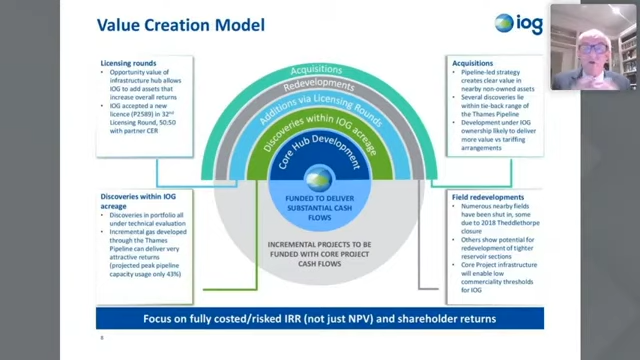 Value Creation Model
iog
Licensing rounds
• Opportunity value of
infrastructure hub allows
IOG to add assets that
increase overall returns
• IOG accepted a new
licence (P2589) in 32nd
Licensing Round, 50:50
with partner CER
Discoveries within IOG
acreage
• Discoveries in portfolio all
under technical evaluation
• Incremental gas developed
through the Thames
Pipeline can deliver very
attractive returns
(projected peak pipeline
capacity usage only 43%)
Acquisitions
Redevelopments
Additions via Licensing Rounds
Discoveries within IOG acreage
Core Hub Development
FUNDED TO DELIVER
SUBSTANTIAL CASH
FLOWS
INCREMENTAL PROJECTS TO BE
FUNDED WITH CORE PROJECT
CASH FLOWS
Acquisitions
• Pipeline-led strategy
creates clear value in
nearby non-owned assets
• Several discoveries lie
within tie-back range of
the Thames Pipeline
• Development under IOG
ownership likely to deliver
more value vs tariffing
arrangements
Field redevelopments
• Numerous nearby fields
have been shut in, some
due to 2018 Theddlethorpe
closure
• Others show potential for
redevelopment of tighter
reservoir sections
• Core Project infrastructure
will enable low
commerciality thresholds
for IOG
Focus on fully costed/risked IRR (not just NPV) and shareholder returns
8